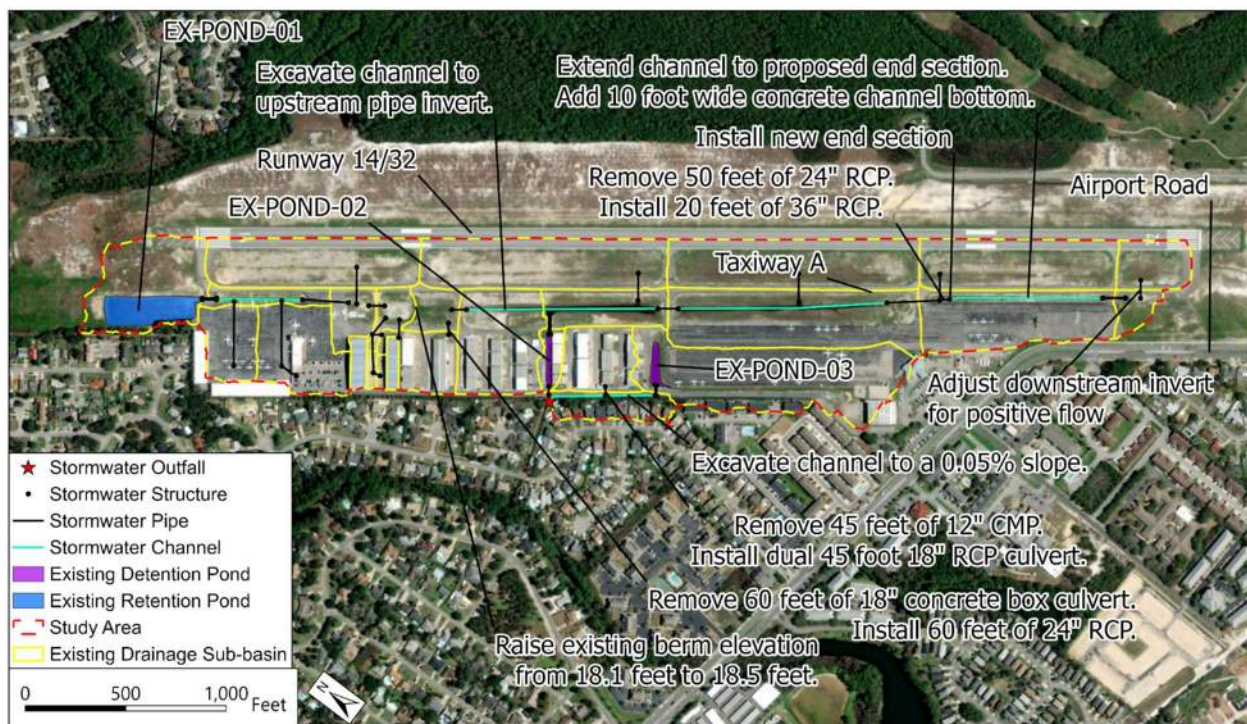 EX-POND-01
Excavate channel to
upstream pipe invert.
Extend channel to proposed end section.
Add 10 foot wide concrete channel bottom.
Install new end section
Runway 14/32
Remove 50 feet of 24" RCP.
Install 20 feet of 36" RCP.
Airport Road
EX-POND-02
Taxiway A
EX-POND-03
Adjust downstream invert
for positive flow
Excavate channel to a 0.05% slope.
Remove 45 feet of 12" CMP.
Install dual 45 foot 18" RCP culvert.
Remove 60 feet of 18" concrete box culvert.
Install 60 feet of 24" RCP.
Raise existing berm elevation
from 18.1 feet to 18.5 feet.
Stormwater Outfall
Stormwater Structure
Stormwater Pipe
Stormwater Channel
Existing Detention Pond
Existing Retention Pond
Study Area
Existing Drainage Sub-basin
0 500 1,000
Feet
N